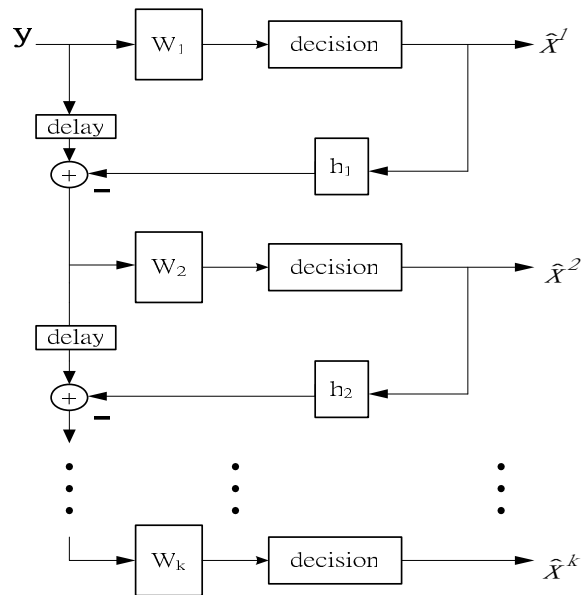 y W₁ decision x̂¹
delay
+ − h₁
W₂ decision x̂²
delay
+ − h₂
Wₖ decision x̂ᵏ